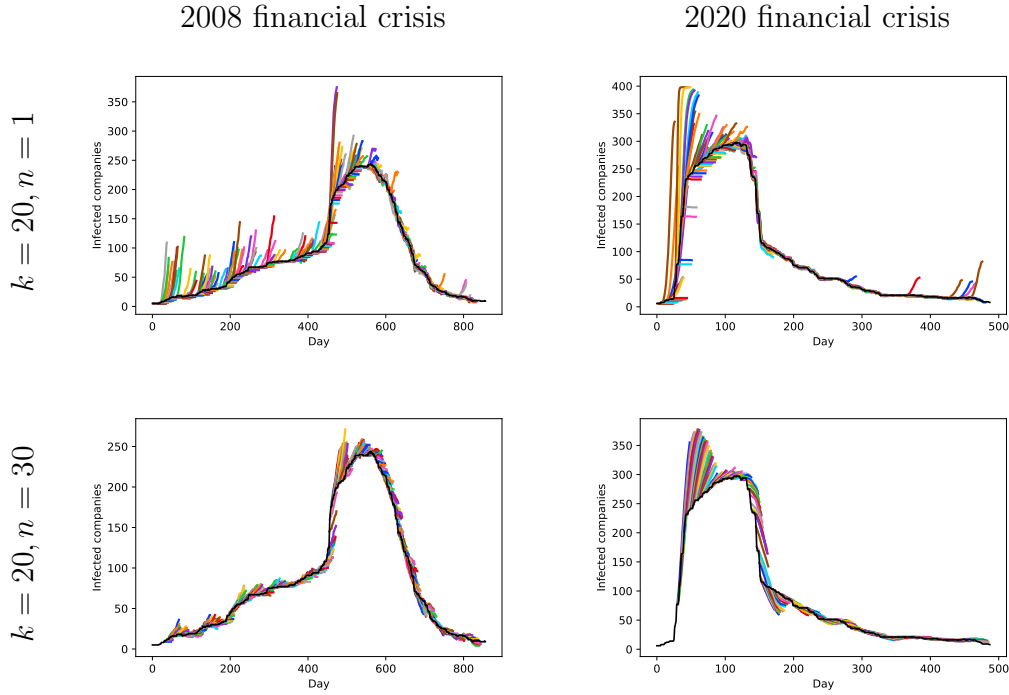 2008 financial crisis
2020 financial crisis
k = 20, n = 1
Infected companies
350
300
250
200
150
100
50
0
0 200 400 600 800
Day
Infected companies
400
350
300
250
200
150
100
50
0
0 100 200 300 400 500
Day
k = 20, n = 30
Infected companies
250
200
150
100
50
0
0 200 400 600 800
Day
Infected companies
350
300
250
200
150
100
50
0
0 100 200 300 400 500
Day